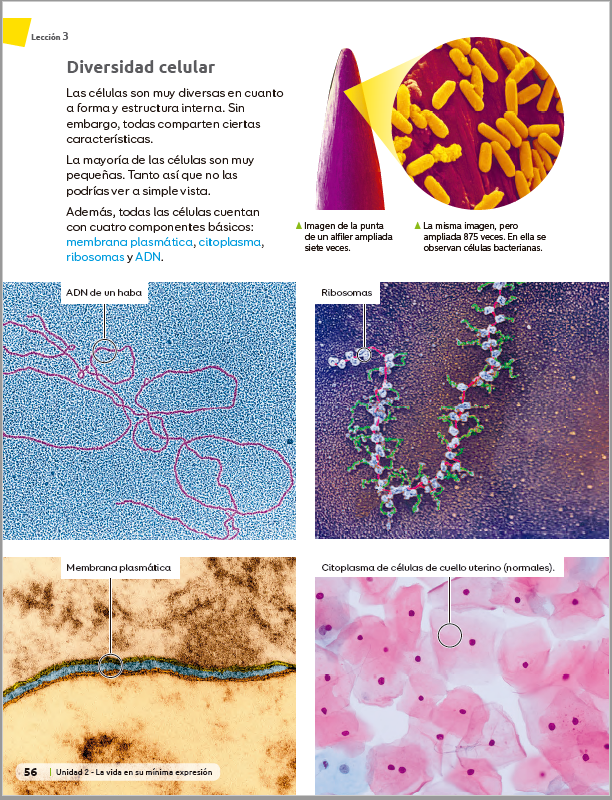 Lección 3
Diversidad celular
Las células son muy diversas en cuanto
a forma y estructura interna. Sin
embargo, todas comparten ciertas
características.
La mayoría de las células son muy
pequeñas. Tanto así que no las
podrías ver a simple vista.
Además, todas las células cuentan
con cuatro componentes básicos:
membrana plasmática, citoplasma,
ribosomas y ADN.
Imagen de la punta
de un alfiler ampliada
siete veces.
La misma imagen, pero
ampliada 875 veces. En ella se
observan células bacterianas.
ADN de un haba
Ribosomas
Membrana plasmática
Citoplasma de células de cuello uterino (normales).
56
Unidad 2 - La vida en su mínima expresión